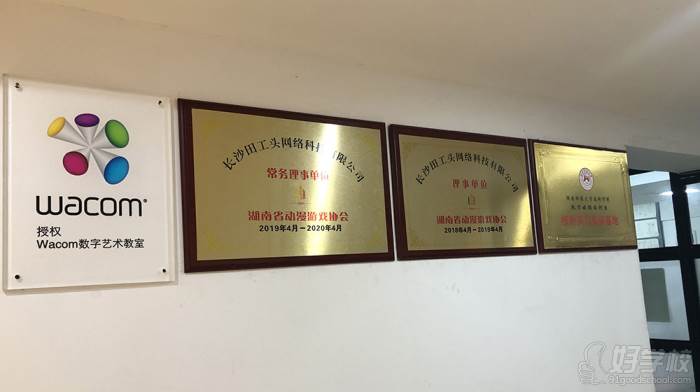 wacom®
授权
Wacom数字艺术教室
长沙田工头网络科技有限公司
常务理事单位
湖南省动漫游戏协会
2019年4月－2020年4月
长沙田工头网络科技有限公司
理事单位
湖南省动漫游戏协会
2018年4月－2019年4月
好学校
91goodschool.com